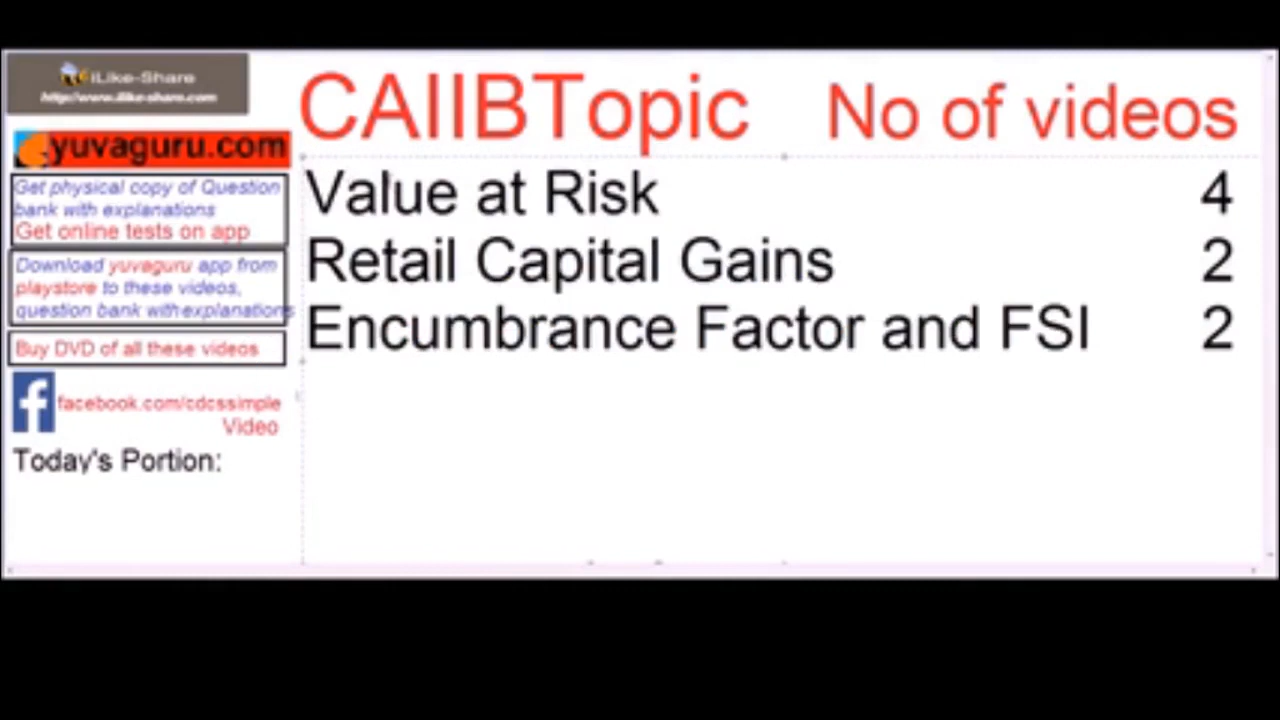 iLike-Share
http://www.ilike-share.com
yuvaguru.com
Get physical copy of Question
bank with explanations
Get online tests on app
Download yuvaguru app from
playstore to these videos,
question bank withexplanations
Buy DVD of all these videos
facebook.com/cdcssimple
Video
Today's Portion:
CAIIBTopic No of videos
Value at Risk 4
Retail Capital Gains 2
Encumbrance Factor and FSI 2